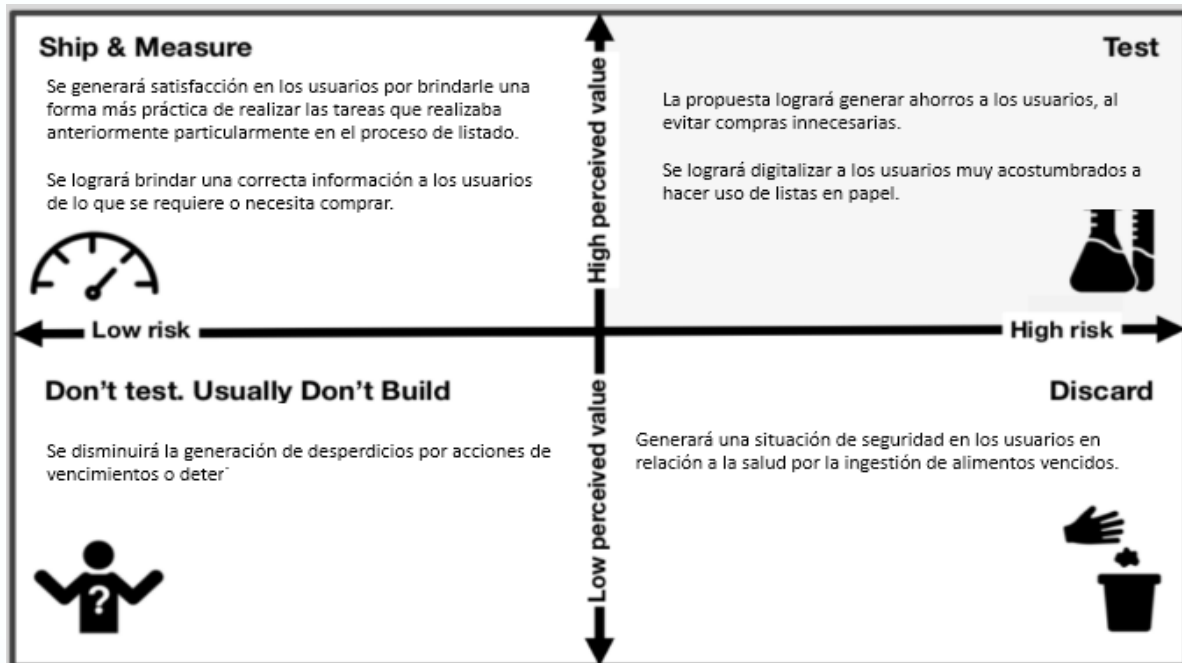 Ship & Measure
Se generará satisfacción en los usuarios por brindarle una
forma más práctica de realizar las tareas que realizaba
anteriormente particularmente en el proceso de listado.
Se logrará brindar una correcta información a los usuarios
de lo que se requiere o necesita comprar.
High perceived value
Test
La propuesta logrará generar ahorros a los usuarios, al
evitar compras innecesarias.
Se logrará digitalizar a los usuarios muy acostumbrados a
hacer uso de listas en papel.
Low risk
High risk
Don't test. Usually Don't Build
Se disminuirá la generación de desperdicios por acciones de
vencimientos o deter
?
Low perceived value
Discard
Generará una situación de seguridad en los usuarios en
relación a la salud por la ingestión de alimentos vencidos.